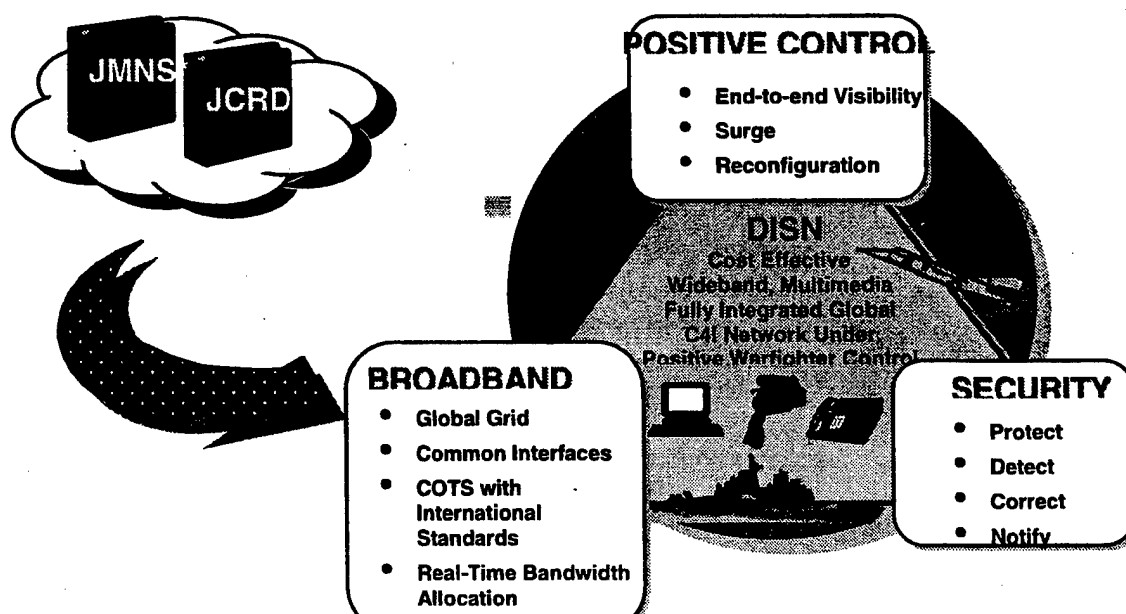 JMNS
JCRD
POSITIVE CONTROL
• End-to-end Visibility
• Surge
• Reconfiguration
DISN
Cost Effective
Wideband, Multimedia
Fully Integrated Global
C4I Network Under
Positive Warfighter Control
BROADBAND
• Global Grid
• Common Interfaces
• COTS with
International
Standards
• Real-Time Bandwidth
Allocation
SECURITY
• Protect
• Detect
• Correct
• Notify